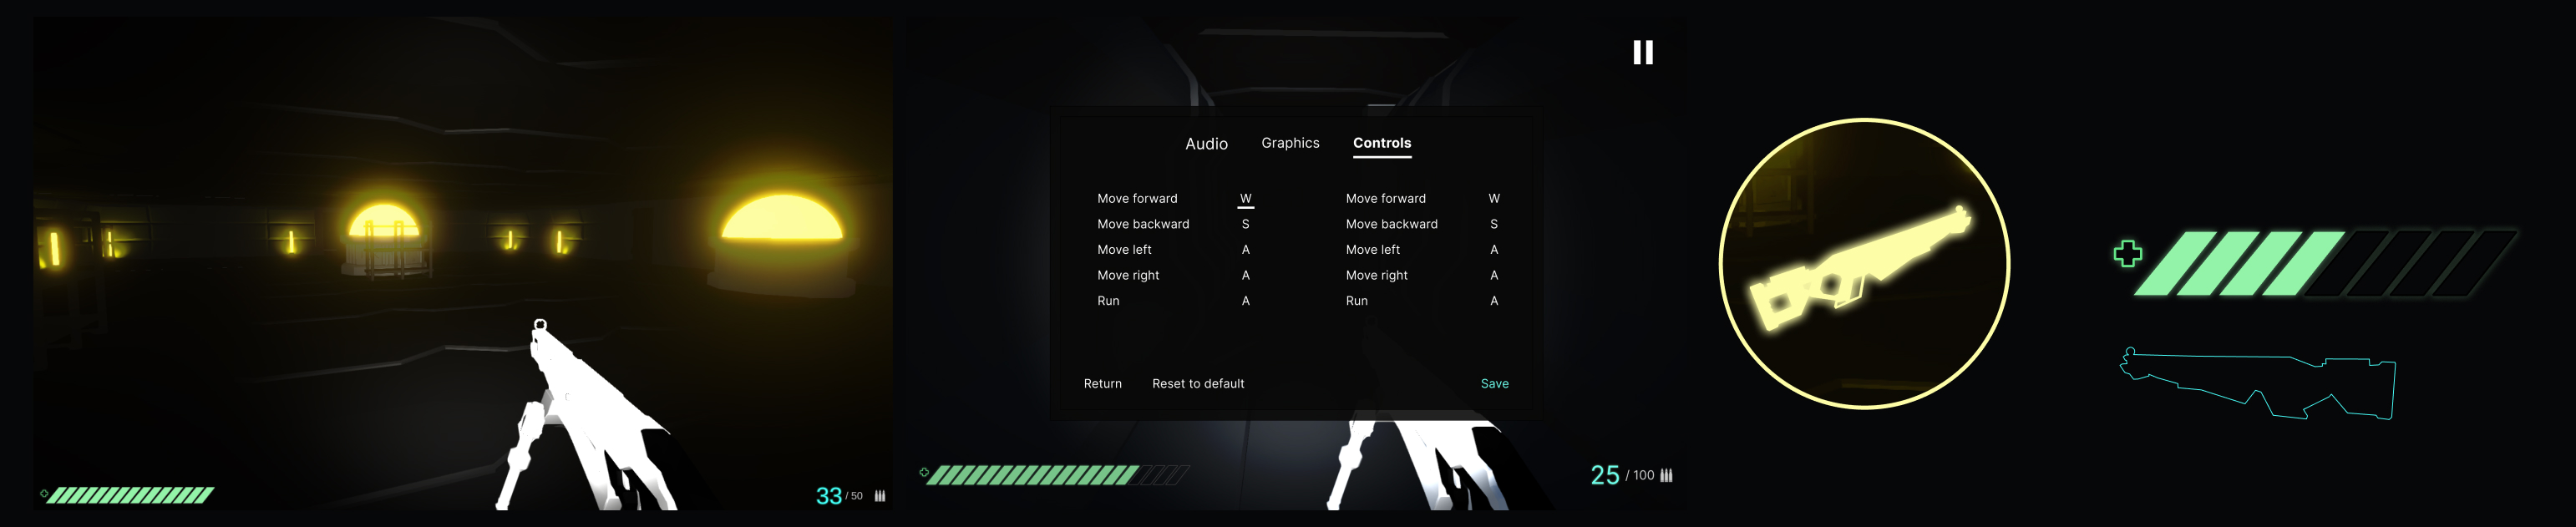 33 / 50
Audio Graphics Controls
Move forward W Move forward W
Move backward S Move backward S
Move left A Move left A
Move right A Move right A
Run A Run A
Return Reset to default Save
25 / 100